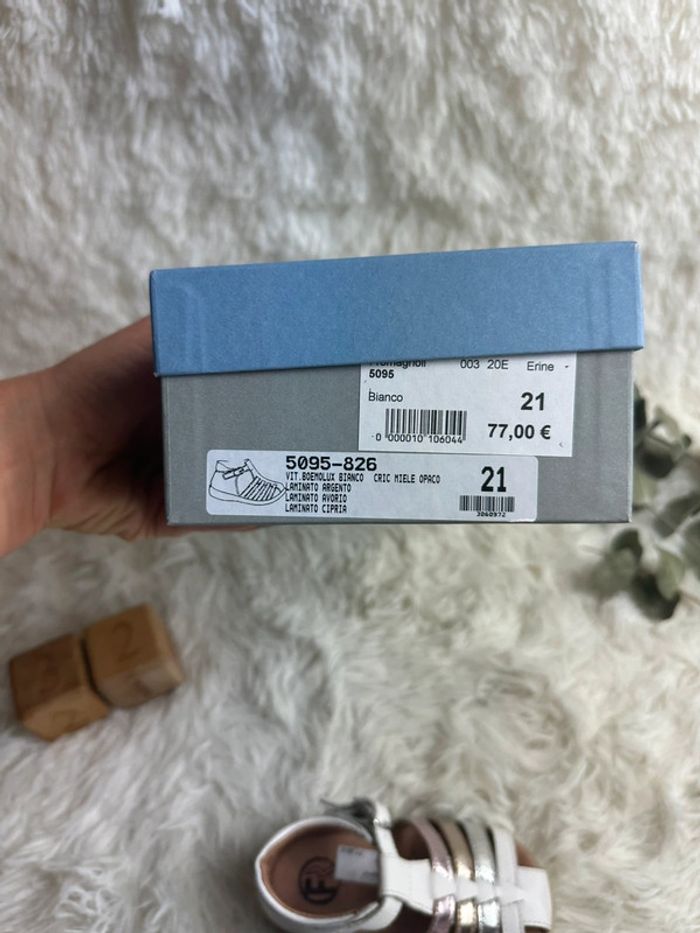 Romagnoli 003 20E Erine
5095
Bianco 21
0 000010 106044 77,00 €
5095-826
VIT.BOEMOLUX BIANCO CRIC MIELE OPACO
LAMINATO ARGENTO
LAMINATO AVORIO
LAMINATO CIPRIA
21
3060972
2